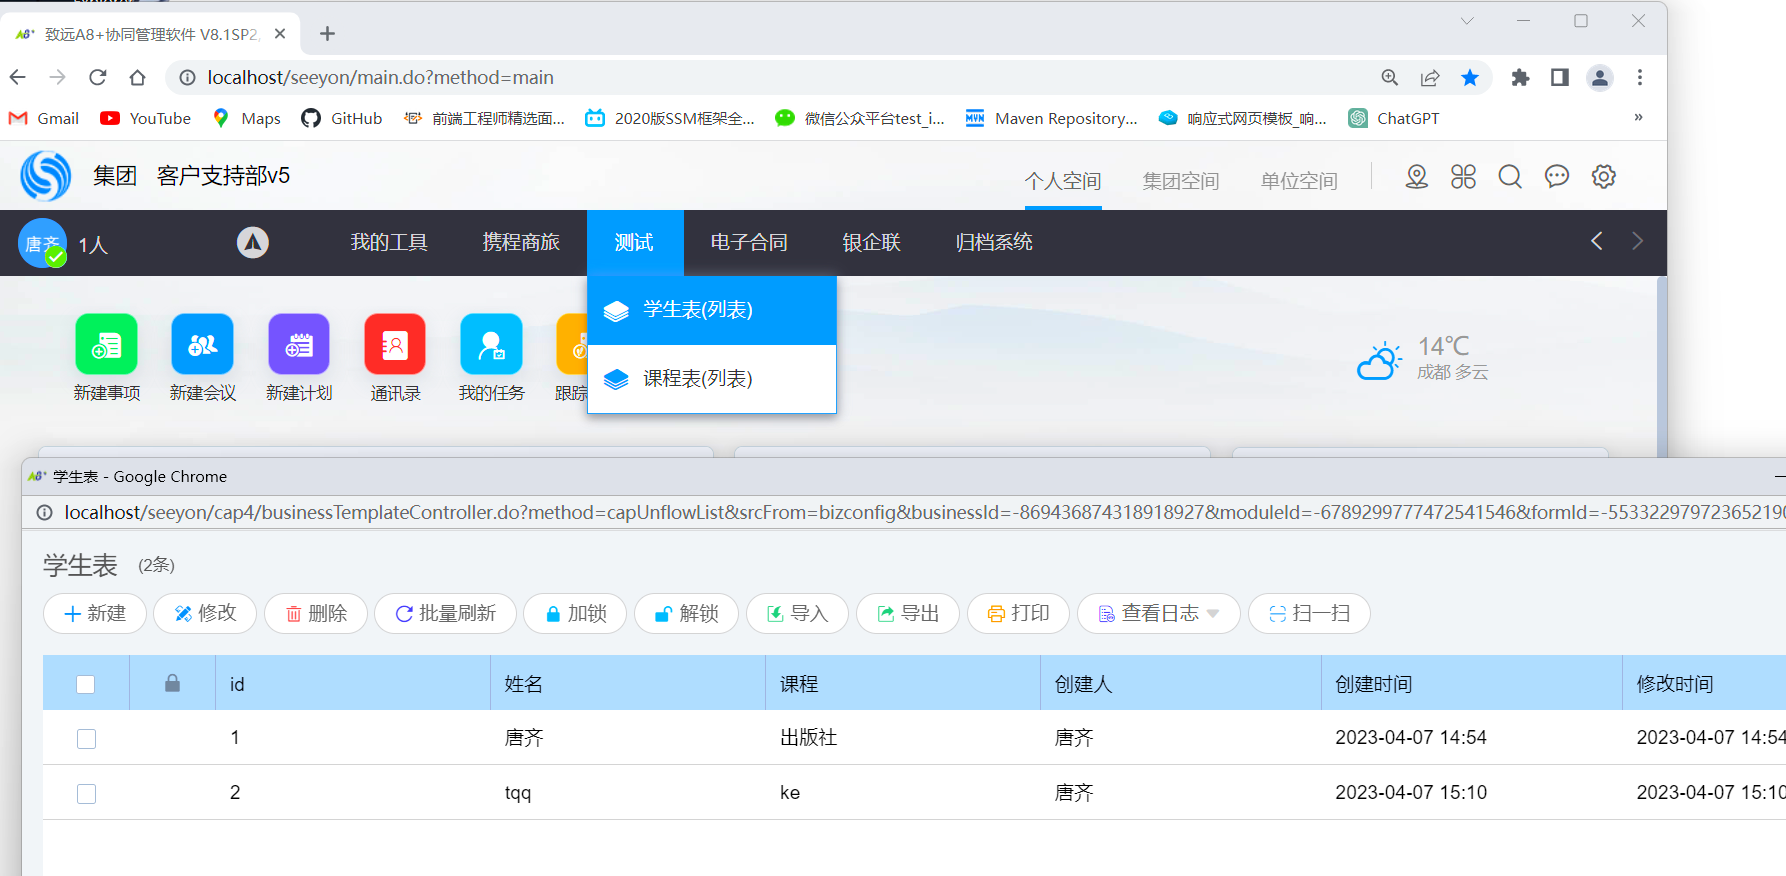 致远A8+协同管理软件 V8.1SP2,
localhost/seeyon/main.do?method=main
Gmail YouTube Maps GitHub 前端工程师精选面... 2020版SSM框架全... 微信公众平台test_i... MVN Maven Repository... 响应式网页模板_响... ChatGPT »
集团 客户支持部v5 个人空间 集团空间 单位空间
唐齐 1人 我的工具 携程商旅 测试 电子合同 银企联 归档系统
学生表(列表)
课程表(列表)
新建事项 新建会议 新建计划 通讯录 我的任务 跟踪
14℃
成都 多云
学生表 - Google Chrome
localhost/seeyon/cap4/businessTemplateController.do?method=capUnflowList&srcFrom=bizconfig&businessId=-869436874318918927&moduleId=-6789299777472541546&formId=-553322979723652190
学生表 (2条)
新建 修改 删除 批量刷新 加锁 解锁 导入 导出 打印 查看日志 扫一扫
id 姓名 课程 创建人 创建时间 修改时间
1 唐齐 出版社 唐齐 2023-04-07 14:54 2023-04-07 14:54
2 tqq ke 唐齐 2023-04-07 15:10 2023-04-07 15:10